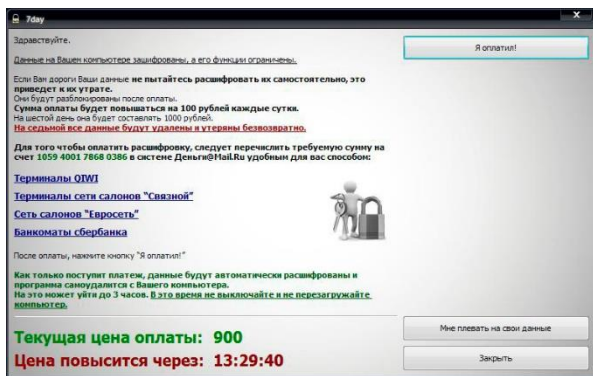 7day
Здравствуйте.
Данные на Вашем компьютере зашифрованы, а его функции ограничены.
Если Вам дороги Ваши данные не пытайтесь расшифровать их самостоятельно, это
приведет к их утрате.
Они будут разблокированы после оплаты.
Сумма оплаты будет повышаться на 100 рублей каждые сутки.
На шестой день она будет составлять 1000 рублей.
На седьмой все данные будут удалены и утеряны безвозвратно.
Для того чтобы оплатить расшифровку, следует перечислить требуемую сумму на
счет 1059 4001 7868 0386 в системе Деньги@Mail.Ru удобным для вас способом:
Терминалы QIWI
Терминалы сети салонов "Связной"
Сеть салонов "Евросеть"
Банкоматы сбербанка
После оплаты, нажмите кнопку "Я оплатил!"
Как только поступит платеж, данные будут автоматически расшифрованы и
программа самоудалится с Вашего компьютера.
На это может уйти до 3 часов. В это время не выключайте и не перезагружайте
компьютер.
Текущая цена оплаты: 900
Цена повысится через: 13:29:40
Я оплатил!
Мне плевать на свои данные
Закрыть